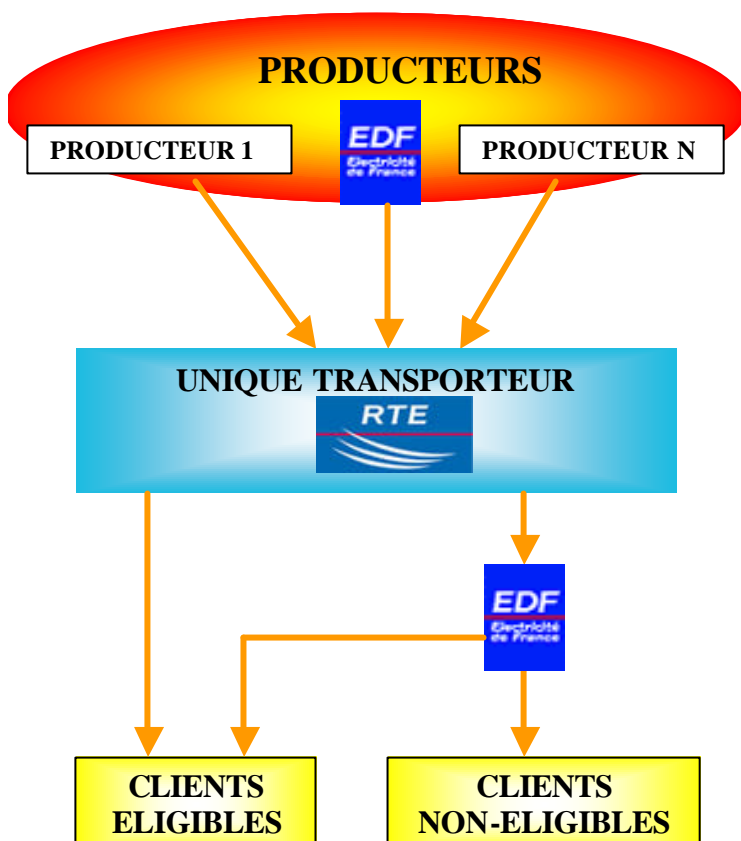 PRODUCTEURS
PRODUCTEUR 1
EDF
Electricité
de France
PRODUCTEUR N
UNIQUE TRANSPORTEUR
RTE
EDF
Electricité
de France
CLIENTS
ELIGIBLES
CLIENTS
NON-ELIGIBLES